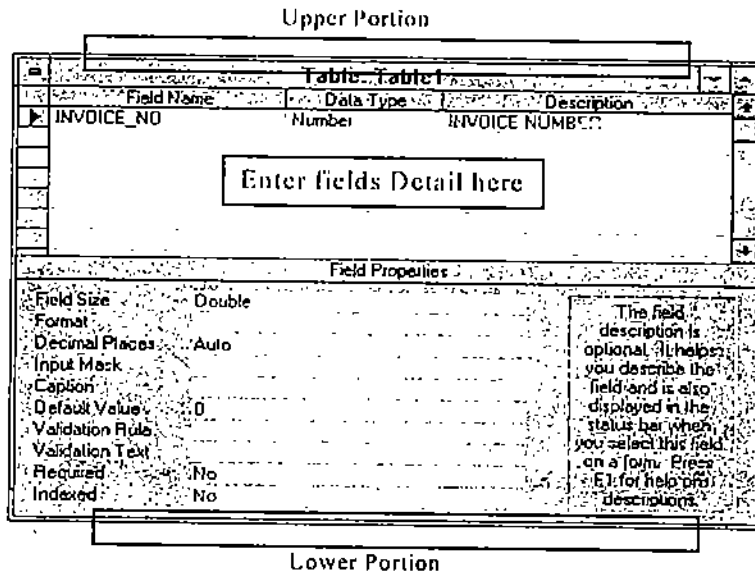 Upper Portion
Table: Table1
Field Name Data Type Description
INVOICE_NO Number INVOICE NUMBER
Enter fields Detail here
Field Properties
Field Size Double
Format
Decimal Places Auto
Input Mask
Caption
Default Value 0
Validation Rule
Validation Text
Required No
Indexed No
The field
description is
optional. It helps
you describe the
field and is also
displayed in the
status bar when
you select this field
on a form. Press
F1 for help on
descriptions.
Lower Portion